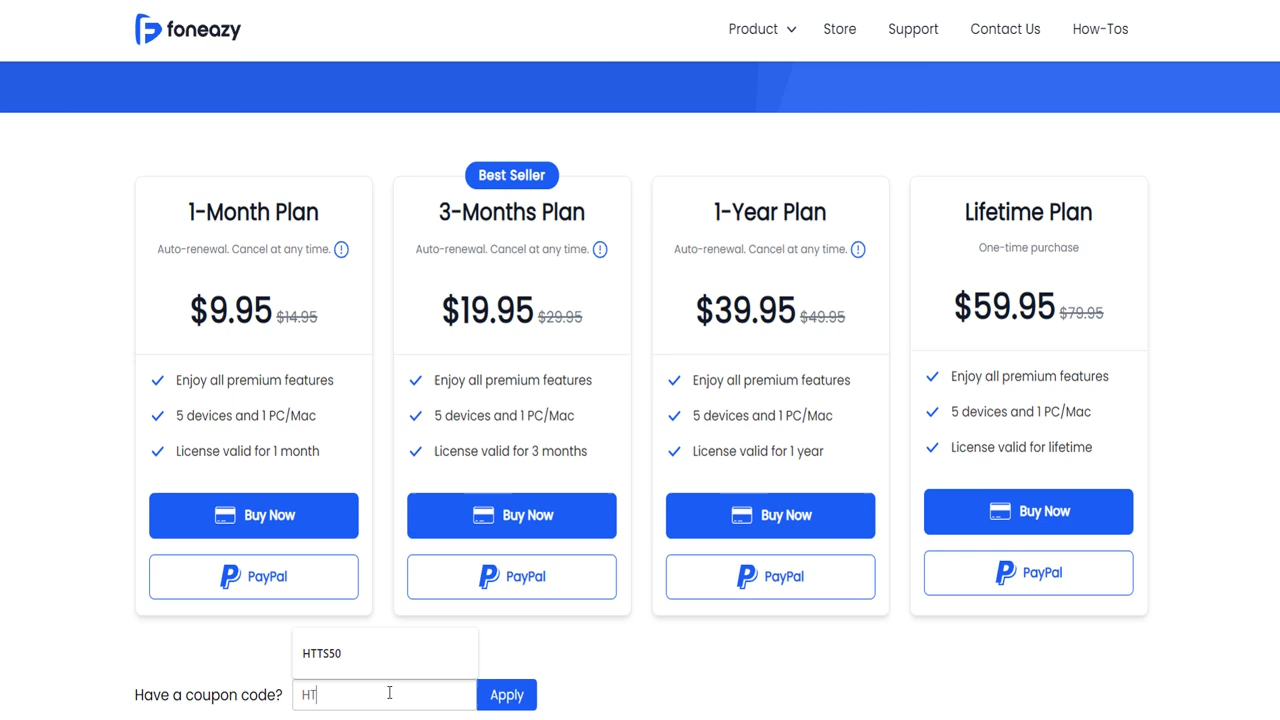 foneazy
Product Store Support Contact Us How-Tos
Best Seller
1-Month Plan
Auto-renewal. Cancel at any time.
$9.95 $14.95
Enjoy all premium features
5 devices and 1 PC/Mac
License valid for 1 month
Buy Now
PayPal
3-Months Plan
Auto-renewal. Cancel at any time.
$19.95 $29.95
Enjoy all premium features
5 devices and 1 PC/Mac
License valid for 3 months
Buy Now
PayPal
1-Year Plan
Auto-renewal. Cancel at any time.
$39.95 $49.95
Enjoy all premium features
5 devices and 1 PC/Mac
License valid for 1 year
Buy Now
PayPal
Lifetime Plan
One-time purchase
$59.95 $79.95
Enjoy all premium features
5 devices and 1 PC/Mac
License valid for lifetime
Buy Now
PayPal
HTTS50
Have a coupon code? HT Apply